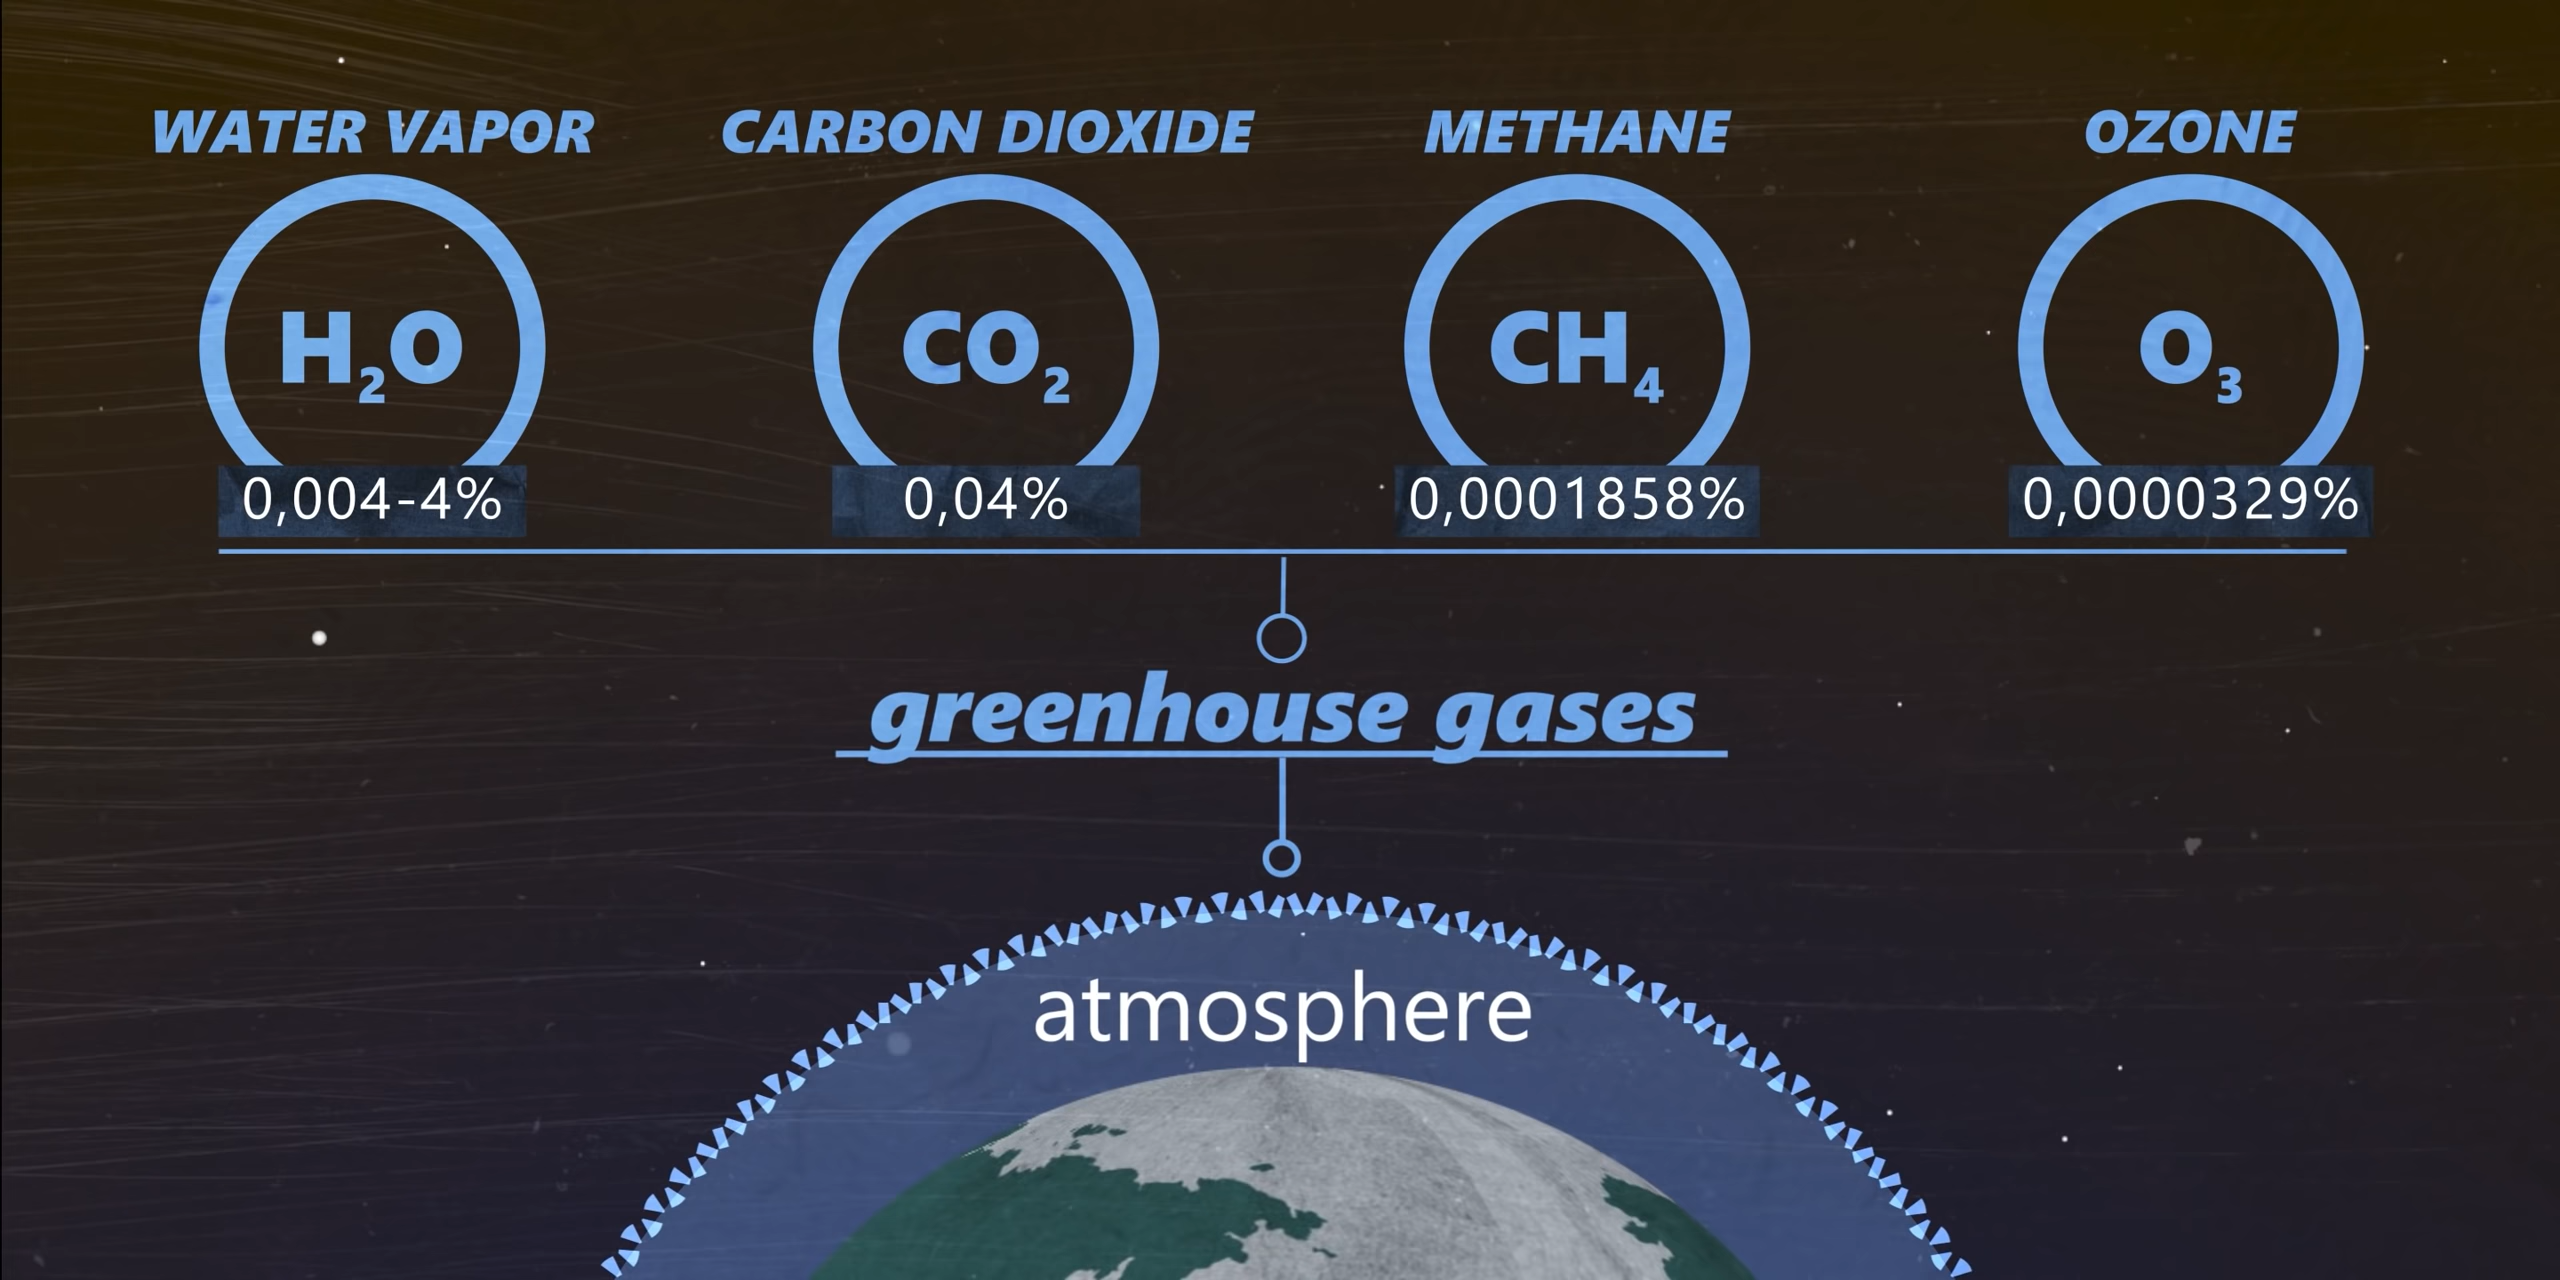 WATER VAPOR CARBON DIOXIDE METHANE OZONE
H₂O CO₂ CH₄ O₃
0,004-4% 0,04% 0,0001858% 0,0000329%
greenhouse gases
atmosphere